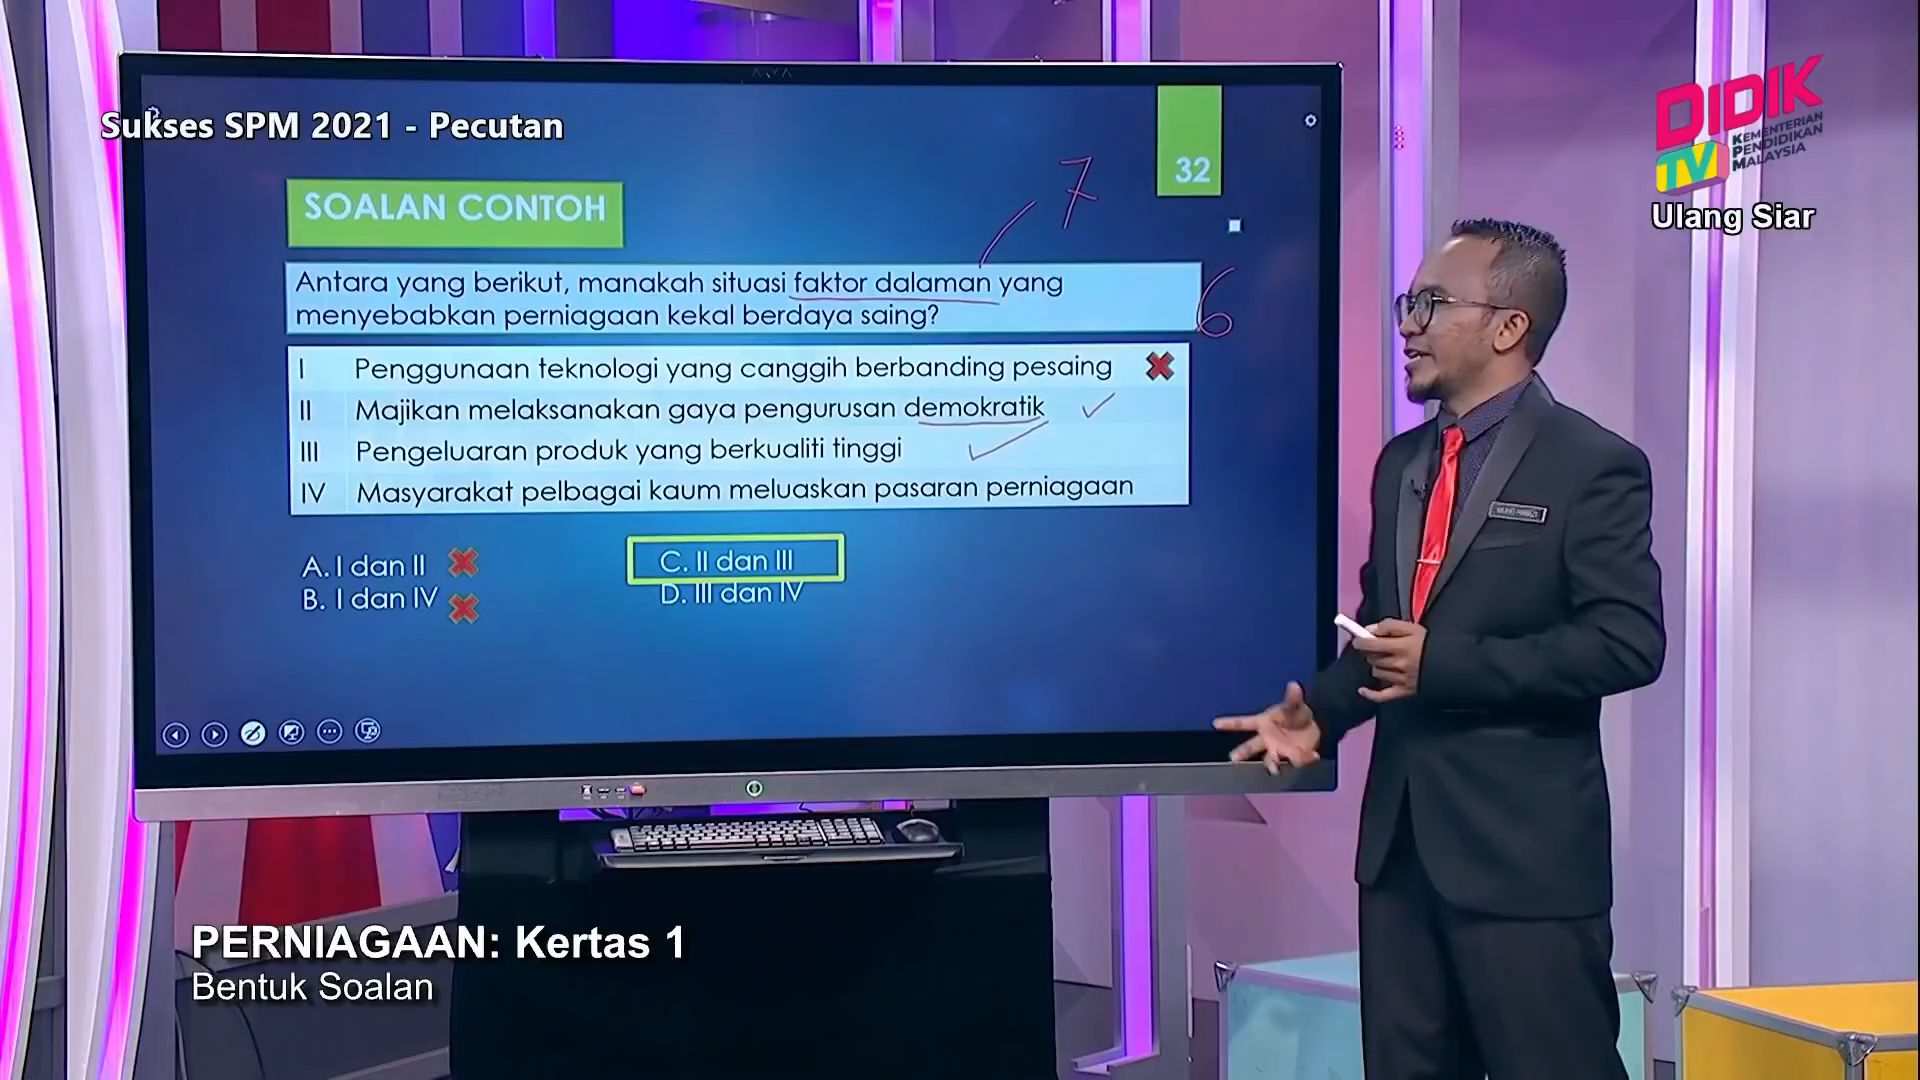 Sukses SPM 2021 - Pecutan
DIDIK
TV
KEMENTERIAN
PENDIDIKAN
MALAYSIA
Ulang Siar
32
7
SOALAN CONTOH
Antara yang berikut, manakah situasi faktor dalaman yang
menyebabkan perniagaan kekal berdaya saing?
6
I Penggunaan teknologi yang canggih berbanding pesaing
II Majikan melaksanakan gaya pengurusan demokratik
III Pengeluaran produk yang berkualiti tinggi
IV Masyarakat pelbagai kaum meluaskan pasaran perniagaan
A. I dan II
B. I dan IV
C. II dan III
D. III dan IV
PERNIAGAAN: Kertas 1
Bentuk Soalan